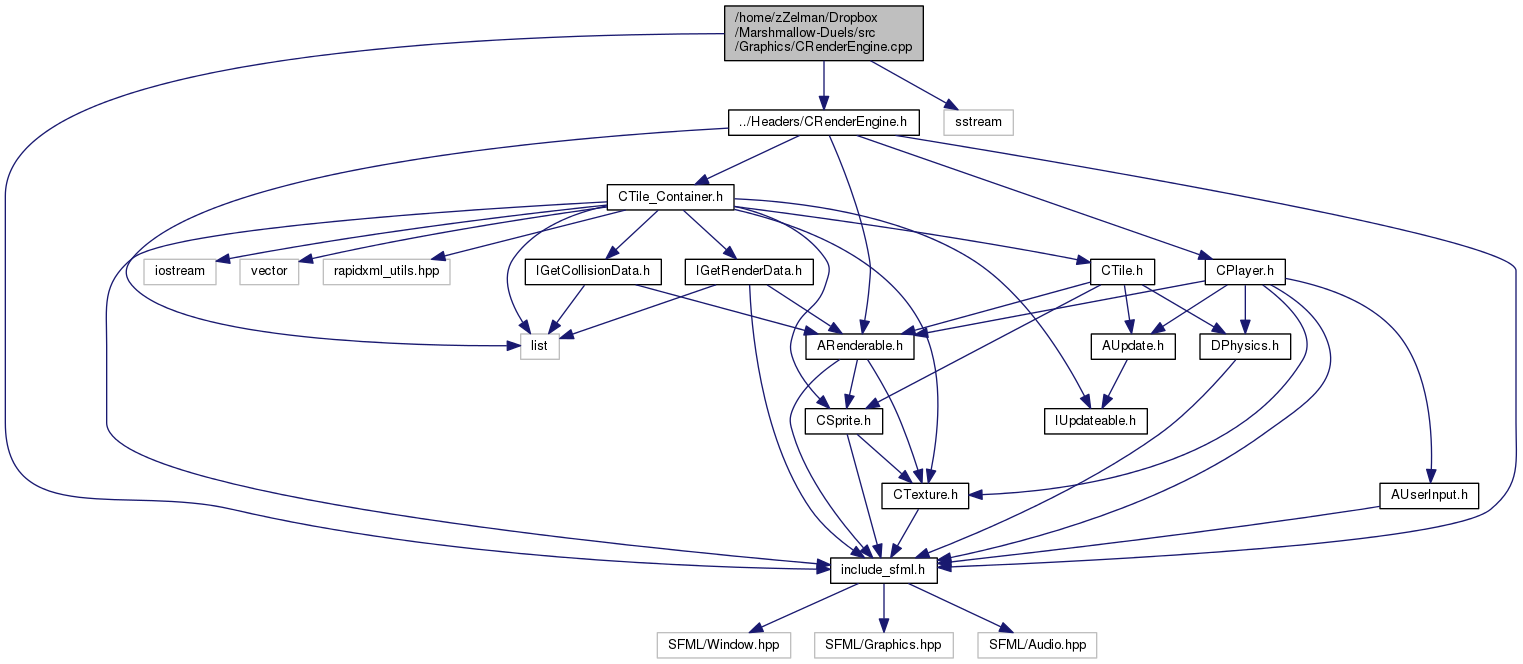 /home/zZelman/Dropbox
/Marshmallow-Duels/src
/Graphics/CRenderEngine.cpp
../Headers/CRenderEngine.h
sstream
CTile_Container.h
iostream
vector
rapidxml_utils.hpp
IGetCollisionData.h
IGetRenderData.h
CTile.h
CPlayer.h
list
ARenderable.h
AUpdate.h
DPhysics.h
CSprite.h
IUpdateable.h
CTexture.h
AUserInput.h
include_sfml.h
SFML/Window.hpp
SFML/Graphics.hpp
SFML/Audio.hpp